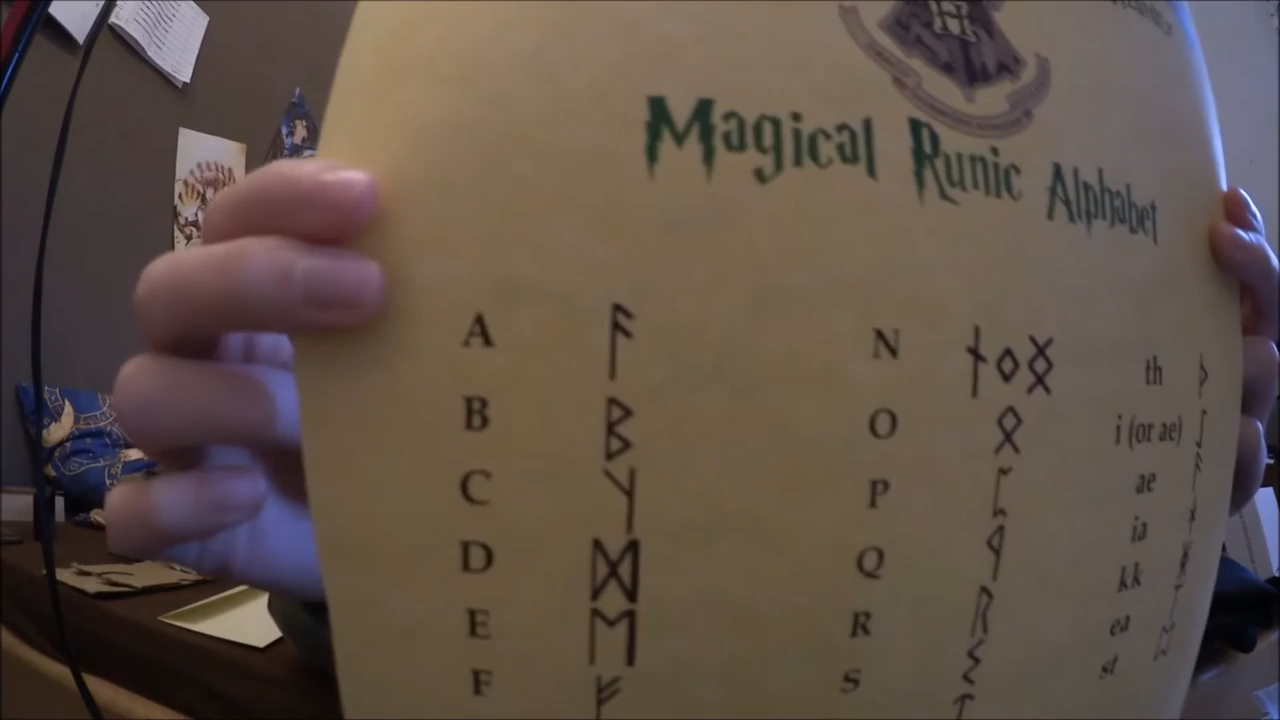 H
Magical Runic Alphabet
A ᚪ N ᚾ ᛜ ᛝ th ᚦ
B ᛒ O ᛟ i (or ae) ᛇ
C P ᛈ ae
D ᛞ Q ᛩ ia
E ᛖ R ᚱ kk
F ᚠ S ᛊ ea
ᛏ st